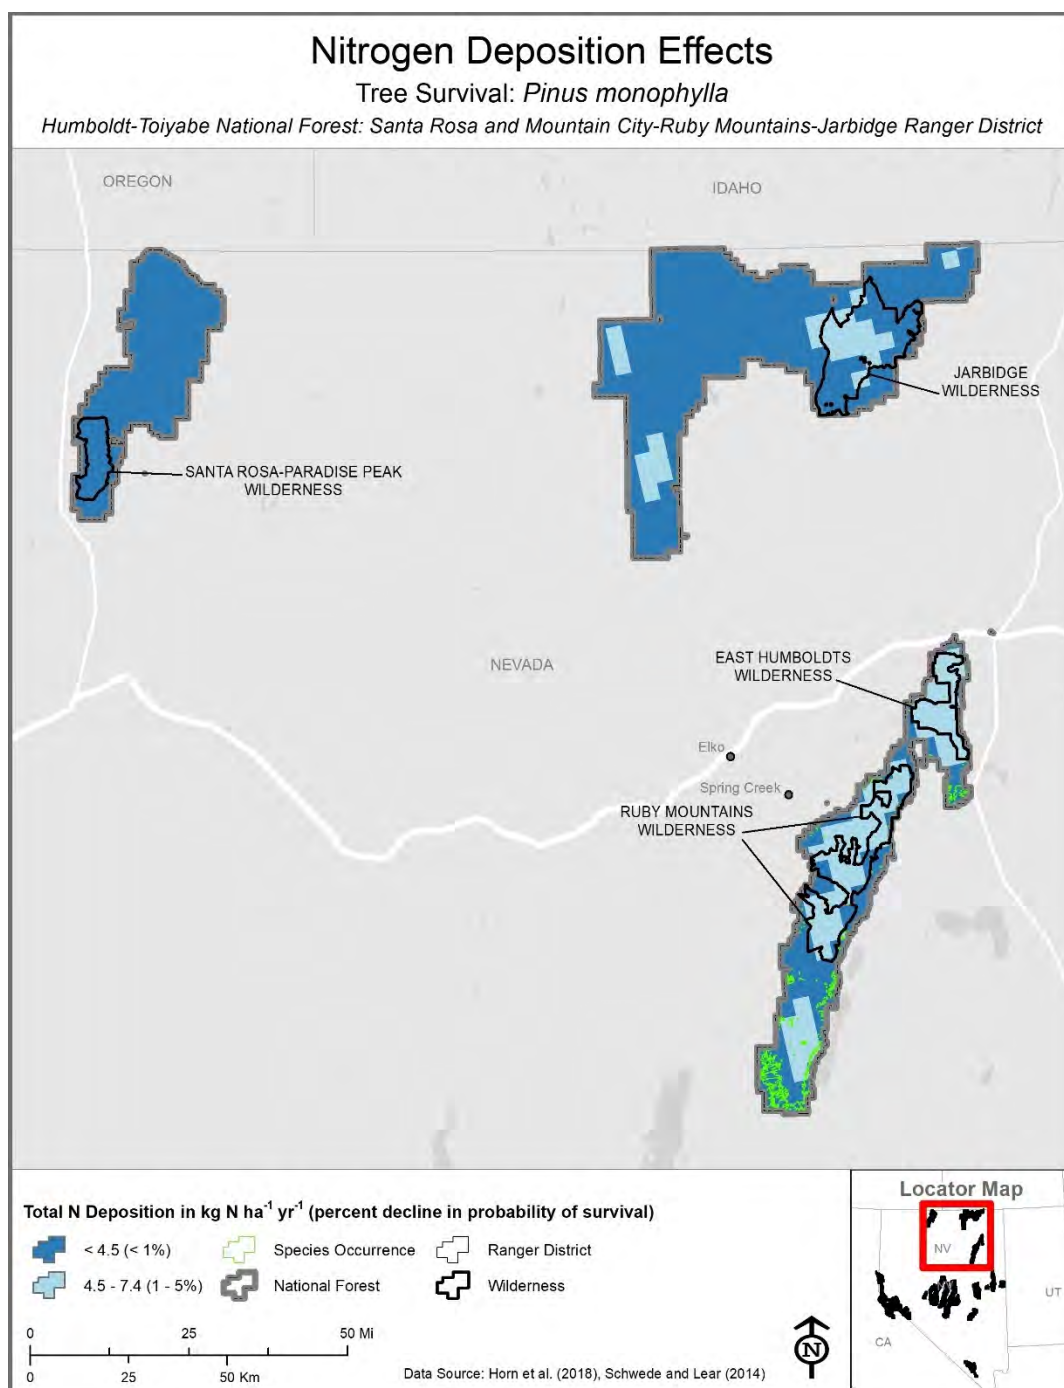 Nitrogen Deposition Effects
Tree Survival: Pinus monophylla
Humboldt-Toiyabe National Forest: Santa Rosa and Mountain City-Ruby Mountains-Jarbidge Ranger District
OREGON
IDAHO
JARBIDGE
WILDERNESS
SANTA ROSA-PARADISE PEAK
WILDERNESS
NEVADA
EAST HUMBOLDTS
WILDERNESS
Elko
Spring Creek
RUBY MOUNTAINS
WILDERNESS
Total N Deposition in kg N ha⁻¹ yr⁻¹ (percent decline in probability of survival)
< 4.5 (< 1%)
Species Occurrence
Ranger District
4.5 - 7.4 (1 - 5%)
National Forest
Wilderness
0 25 50 Mi
0 25 50 Km
N
Data Source: Horn et al. (2018), Schwede and Lear (2014)
Locator Map
NV
UT
CA